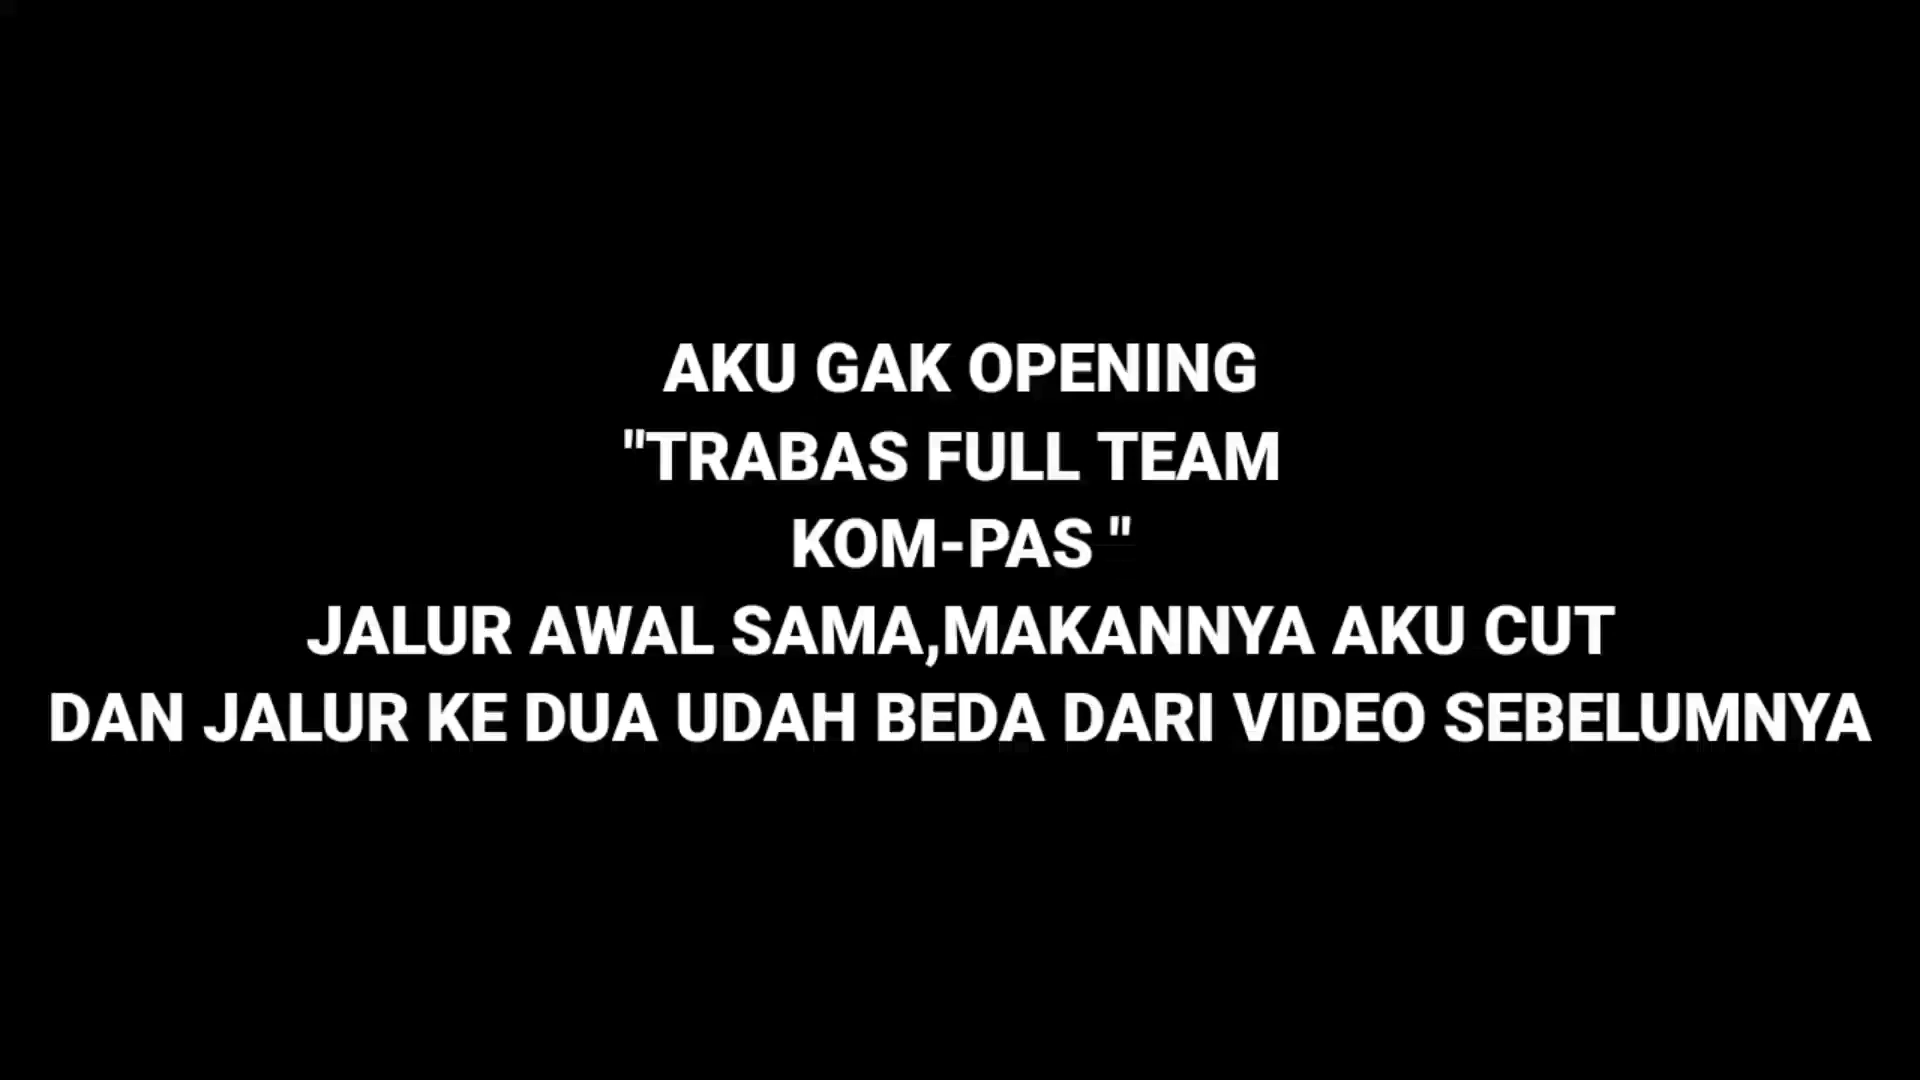 AKU GAK OPENING
"TRABAS FULL TEAM
KOM-PAS "
JALUR AWAL SAMA,MAKANNYA AKU CUT
DAN JALUR KE DUA UDAH BEDA DARI VIDEO SEBELUMNYA